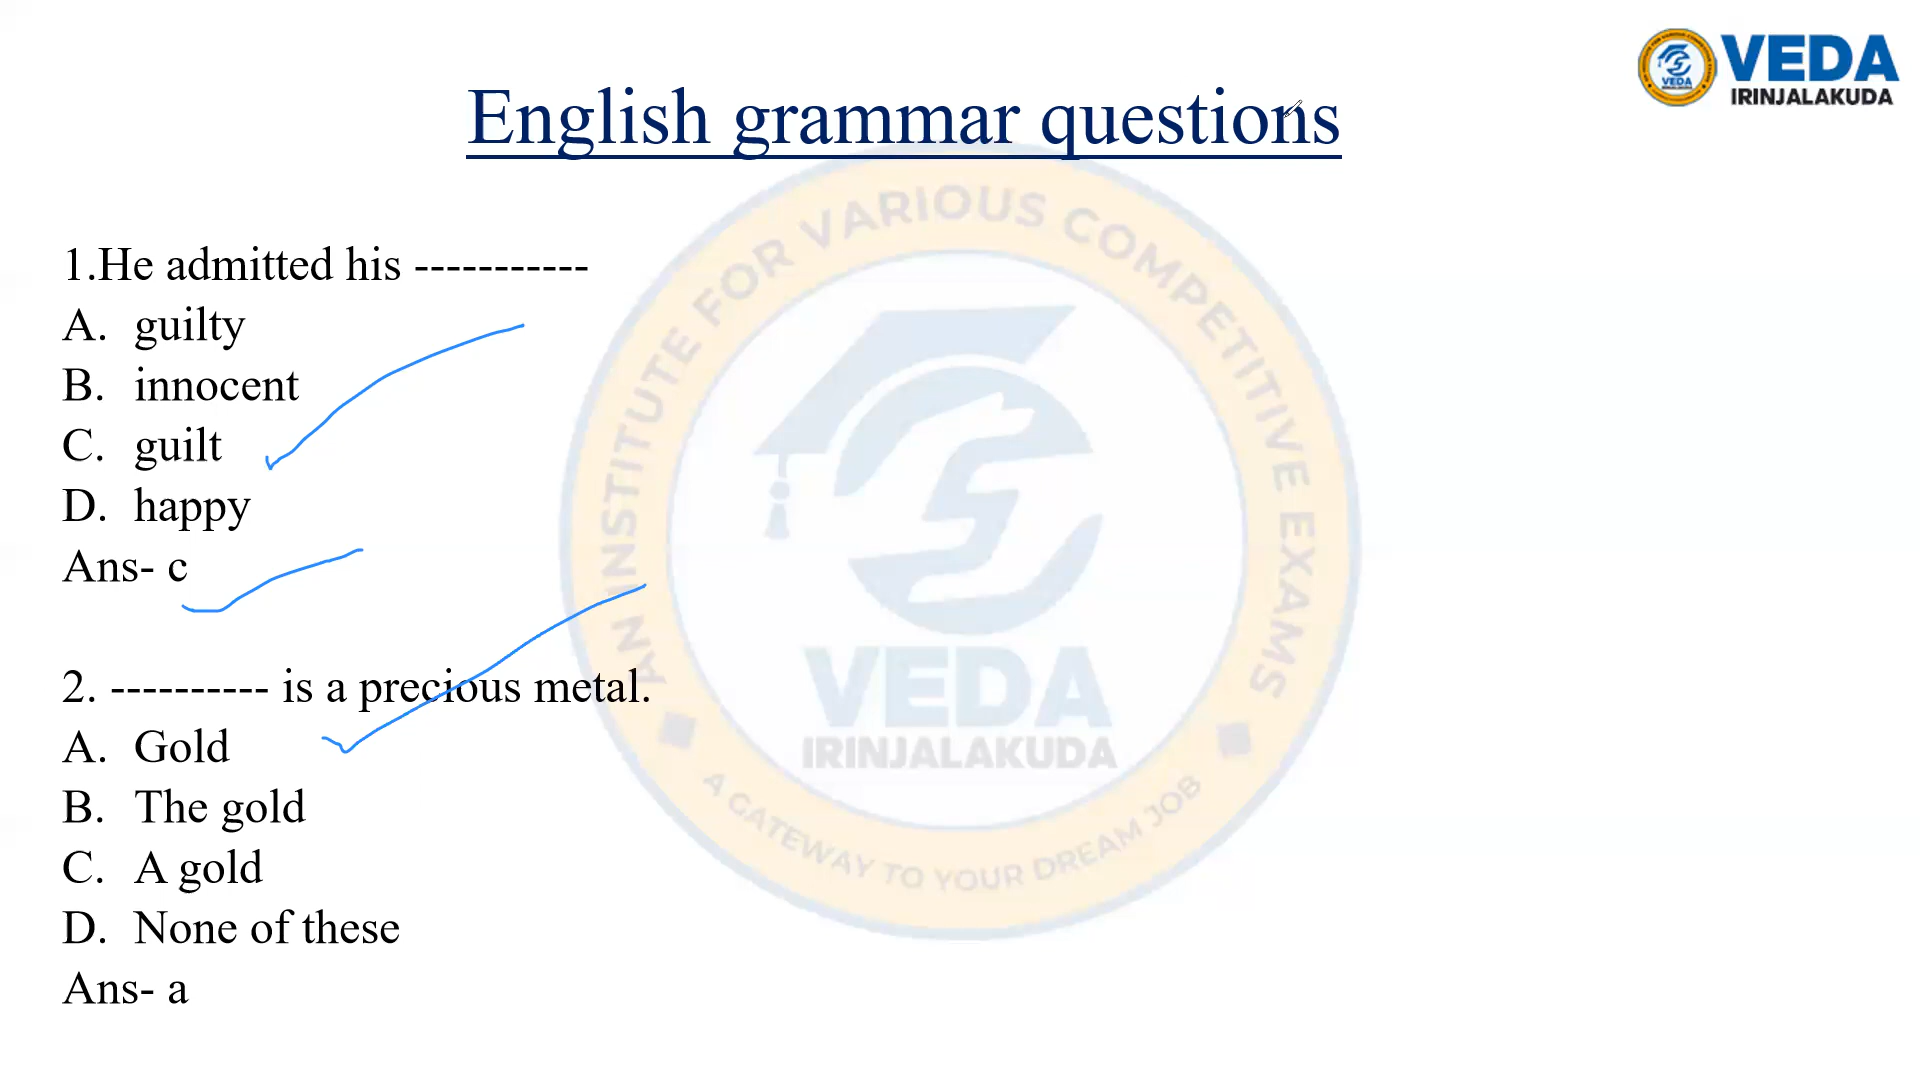 VEDA
IRINJALAKUDA
VEDA
English grammar questions
1.He admitted his -----------
A. guilty
B. innocent
C. guilt
D. happy
Ans- c
2. ---------- is a precious metal.
A. Gold
B. The gold
C. A gold
D. None of these
Ans- a
AN INSTITUTE FOR VARIOUS COMPETITIVE EXAMS
VEDA
IRINJALAKUDA
A GATEWAY TO YOUR DREAM JOB